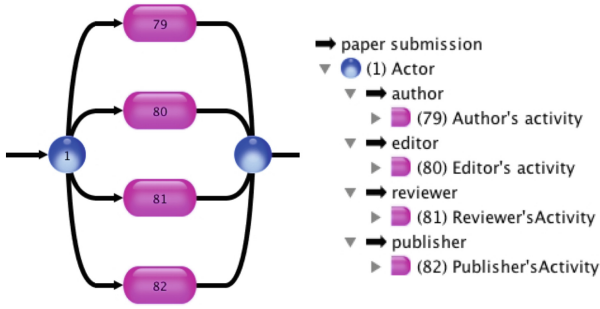 79
80
1
81
82
paper submission
(1) Actor
author
(79) Author's activity
editor
(80) Editor's activity
reviewer
(81) Reviewer'sActivity
publisher
(82) Publisher'sActivity